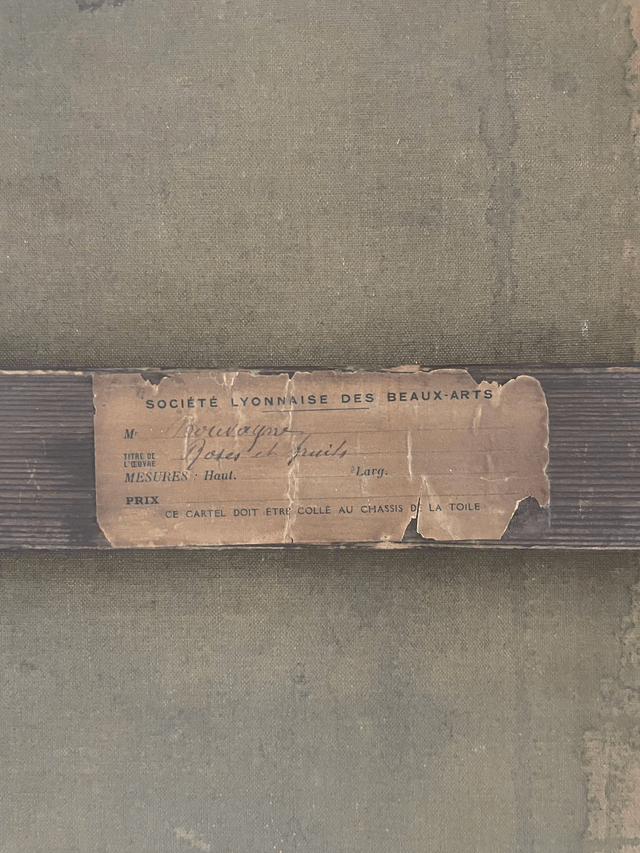 SOCIÉTÉ LYONNAISE DES BEAUX-ARTS
Mr
TITRE DE L'ŒUVRE Roses et fruits
MESURES : Haut. Larg.
PRIX
CE CARTEL DOIT ÊTRE COLLÉ AU CHASSIS DE LA TOILE